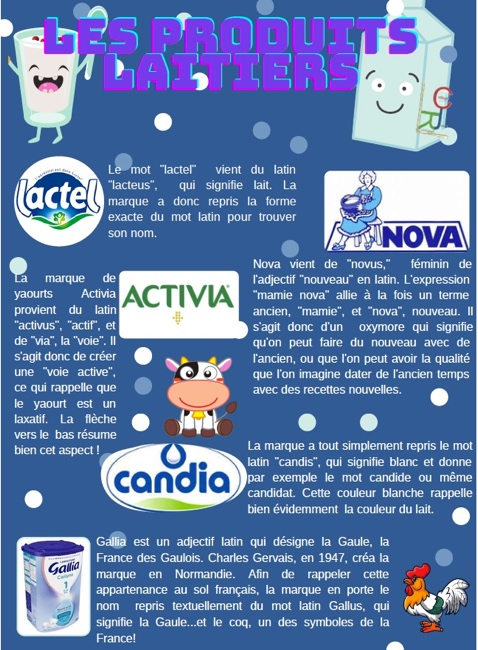 LES PRODUITS
LAITIERS
Le mot "lactel" vient du latin
"lacteus", qui signifie lait. La
marque a donc repris la forme
exacte du mot latin pour trouver
son nom.
lactel
NOVA
Nova vient de "novus," féminin de
l'adjectif "nouveau" en latin. L'expression
"mamie nova" allie à la fois un terme
ancien, "mamie", et "nova", nouveau. Il
s'agit donc d'un oxymore qui signifie
qu'on peut faire du nouveau avec de
l'ancien, ou que l'on peut avoir la qualité
que l'on imagine dater de l'ancien temps
avec des recettes nouvelles.
La marque de
yaourts Activia
provient du latin
"activus", "actif", et
de "via", la "voie". Il
s'agit donc de créer
une "voie active",
ce qui rappelle que
le yaourt est un
laxatif. La flèche
vers le bas résume
bien cet aspect !
ACTIVIA
candia
La marque a tout simplement repris le mot
latin "candis", qui signifie blanc et donne
par exemple le mot candide ou même
candidat. Cette couleur blanche rappelle
bien évidemment la couleur du lait.
Gallia
1
Gallia est un adjectif latin qui désigne la Gaule, la
France des Gaulois. Charles Gervais, en 1947, créa la
marque en Normandie. Afin de rappeler cette
appartenance au sol français, la marque en porte le
nom repris textuellement du mot latin Gallus, qui
signifie la Gaule...et le coq, un des symboles de la
France!